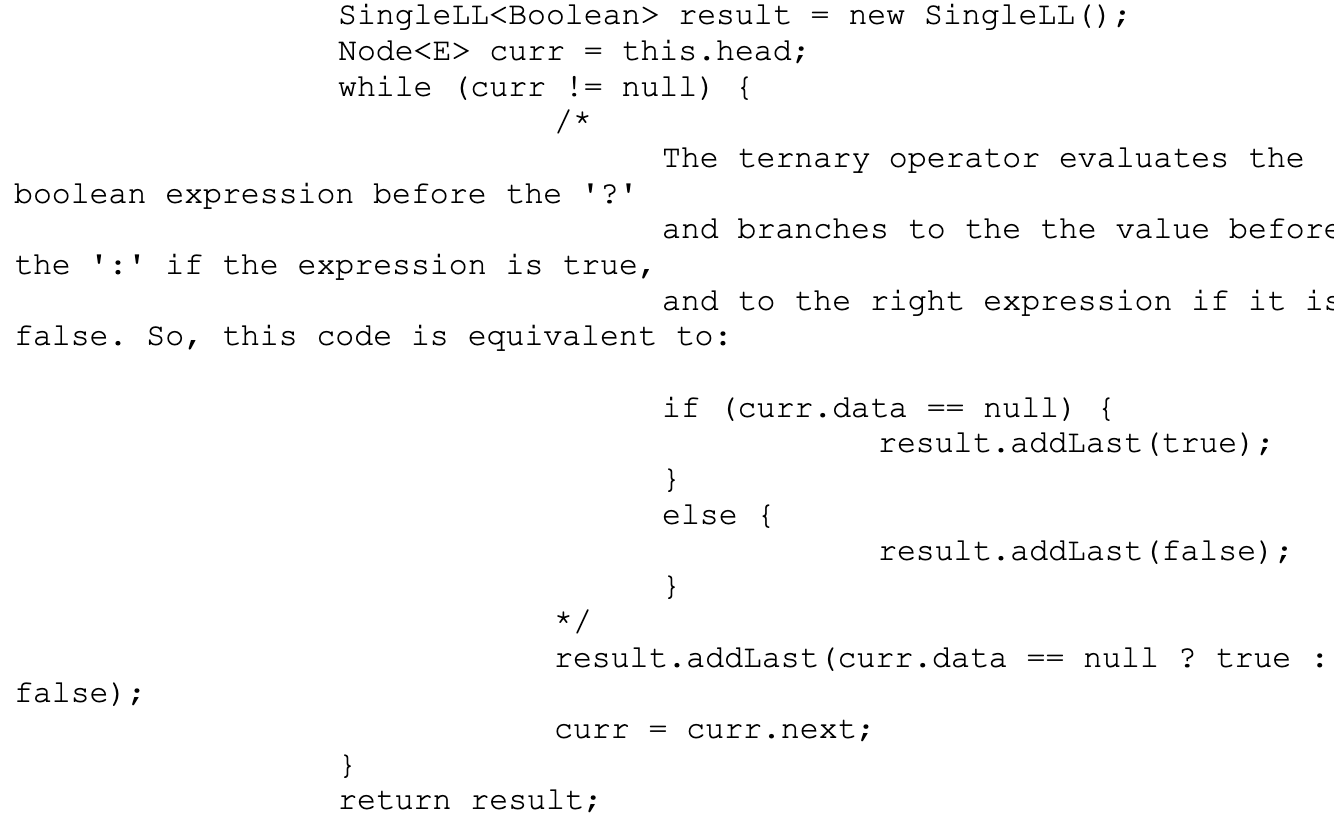 SingleLL<Boolean> result = new SingleLL();
Node<E> curr = this.head;
while (curr != null) {
/*
The ternary operator evaluates the
boolean expression before the '?'
and branches to the the value before
the ':' if the expression is true,
and to the right expression if it is
false. So, this code is equivalent to:
if (curr.data == null) {
result.addLast(true);
}
else {
result.addLast(false);
}
*/
result.addLast(curr.data == null ? true :
false);
curr = curr.next;
}
return result;